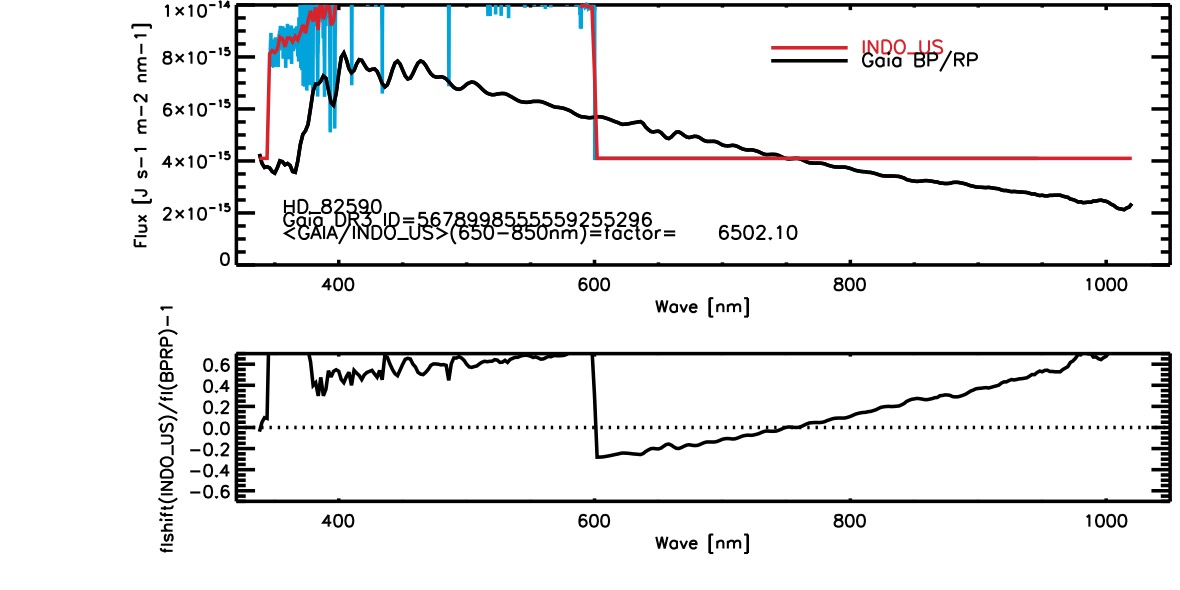 1×10⁻¹⁴
8×10⁻¹⁵
6×10⁻¹⁵
4×10⁻¹⁵
2×10⁻¹⁵
0
Flux [J s-1 m-2 nm-1]
INDO_US
Gaia BP/RP
HD_82590
Gaia DR3 ID=5678998555559255296
<GAIA/INDO_US>(650-850nm)=factor= 6502.10
400 600 800 1000
Wave [nm]
flshift(INDO_US)/fl(BPRP)-1
0.6
0.4
0.2
0.0
-0.2
-0.4
-0.6
400 600 800 1000
Wave [nm]